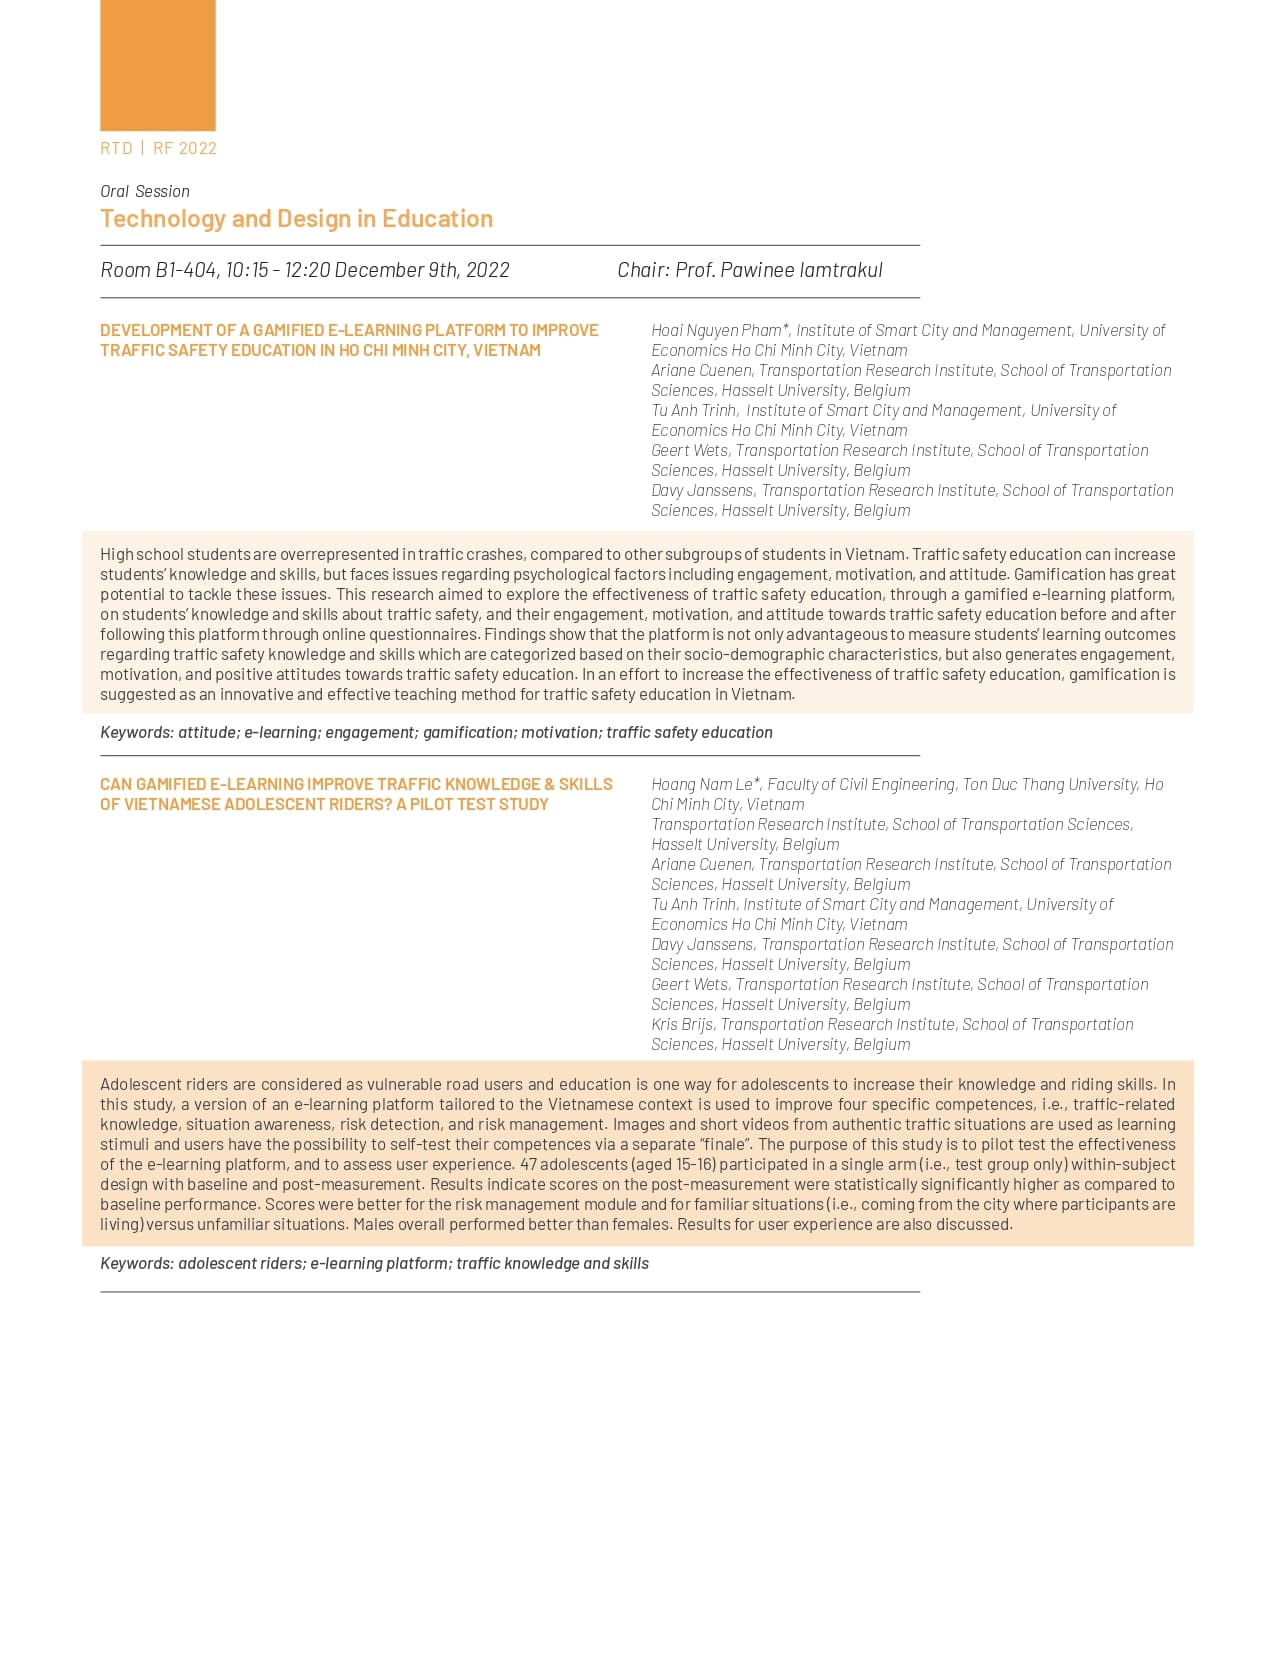 RTD | RF 2022
Oral Session
Technology and Design in Education
Room B1-404, 10:15 - 12:20 December 9th, 2022 Chair: Prof. Pawinee Iamtrakul
DEVELOPMENT OF A GAMIFIED E-LEARNING PLATFORM TO IMPROVE
TRAFFIC SAFETY EDUCATION IN HO CHI MINH CITY, VIETNAM
Hoai Nguyen Pham*, Institute of Smart City and Management, University of
Economics Ho Chi Minh City, Vietnam
Ariane Cuenen, Transportation Research Institute, School of Transportation
Sciences, Hasselt University, Belgium
Tu Anh Trinh, Institute of Smart City and Management, University of
Economics Ho Chi Minh City, Vietnam
Geert Wets, Transportation Research Institute, School of Transportation
Sciences, Hasselt University, Belgium
Davy Janssens, Transportation Research Institute, School of Transportation
Sciences, Hasselt University, Belgium
High school students are overrepresented in traffic crashes, compared to other subgroups of students in Vietnam. Traffic safety education can increase
students' knowledge and skills, but faces issues regarding psychological factors including engagement, motivation, and attitude. Gamification has great
potential to tackle these issues. This research aimed to explore the effectiveness of traffic safety education, through a gamified e-learning platform,
on students' knowledge and skills about traffic safety, and their engagement, motivation, and attitude towards traffic safety education before and after
following this platform through online questionnaires. Findings show that the platform is not only advantageous to measure students' learning outcomes
regarding traffic safety knowledge and skills which are categorized based on their socio-demographic characteristics, but also generates engagement,
motivation, and positive attitudes towards traffic safety education. In an effort to increase the effectiveness of traffic safety education, gamification is
suggested as an innovative and effective teaching method for traffic safety education in Vietnam.
Keywords: attitude; e-learning; engagement; gamification; motivation; traffic safety education
CAN GAMIFIED E-LEARNING IMPROVE TRAFFIC KNOWLEDGE & SKILLS
OF VIETNAMESE ADOLESCENT RIDERS? A PILOT TEST STUDY
Hoang Nam Le*, Faculty of Civil Engineering, Ton Duc Thang University, Ho
Chi Minh City, Vietnam
Transportation Research Institute, School of Transportation Sciences,
Hasselt University, Belgium
Ariane Cuenen, Transportation Research Institute, School of Transportation
Sciences, Hasselt University, Belgium
Tu Anh Trinh, Institute of Smart City and Management, University of
Economics Ho Chi Minh City, Vietnam
Davy Janssens, Transportation Research Institute, School of Transportation
Sciences, Hasselt University, Belgium
Geert Wets, Transportation Research Institute, School of Transportation
Sciences, Hasselt University, Belgium
Kris Brijs, Transportation Research Institute, School of Transportation
Sciences, Hasselt University, Belgium
Adolescent riders are considered as vulnerable road users and education is one way for adolescents to increase their knowledge and riding skills. In
this study, a version of an e-learning platform tailored to the Vietnamese context is used to improve four specific competences, i.e., traffic-related
knowledge, situation awareness, risk detection, and risk management. Images and short videos from authentic traffic situations are used as learning
stimuli and users have the possibility to self-test their competences via a separate "finale". The purpose of this study is to pilot test the effectiveness
of the e-learning platform, and to assess user experience. 47 adolescents (aged 15-16) participated in a single arm (i.e., test group only) within-subject
design with baseline and post-measurement. Results indicate scores on the post-measurement were statistically significantly higher as compared to
baseline performance. Scores were better for the risk management module and for familiar situations (i.e., coming from the city where participants are
living) versus unfamiliar situations. Males overall performed better than females. Results for user experience are also discussed.
Keywords: adolescent riders; e-learning platform; traffic knowledge and skills